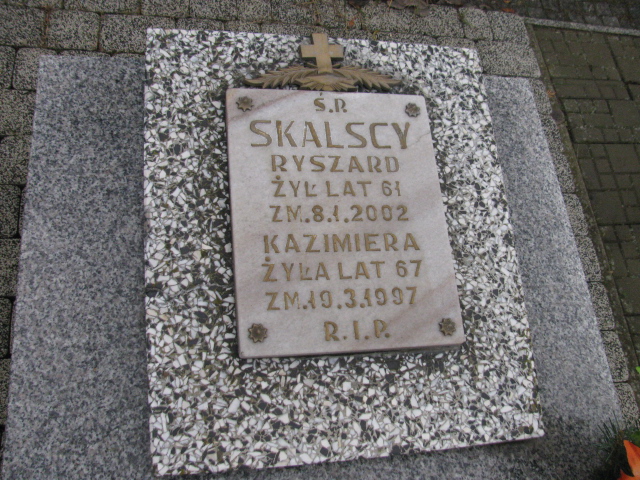 Ś.P.
SKALSCY
RYSZARD
ŻYŁ LAT 61
ZM.8.1.2002
KAZIMIERA
ŻYŁA LAT 67
ZM.19.3.1997
R.I.P.